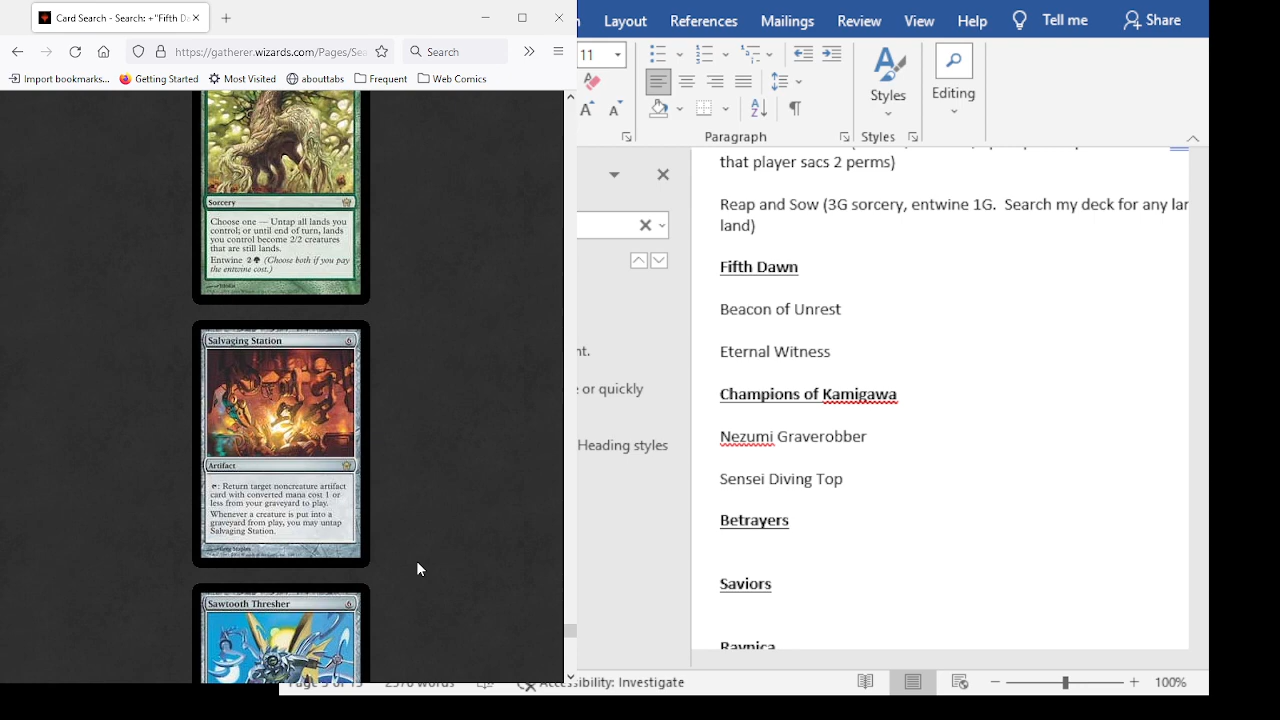 Card Search - Search: +"Fifth Da
https://gatherer.wizards.com/Pages/Sea
Search
Import bookmarks...
Getting Started
Most Visited
abouttabs
Frequent
Web Comics
Sorcery
Choose one — Untap all lands you
control; or until end of turn, lands
you control become 2/2 creatures
that are still lands.
Entwine 2 (Choose both if you pay
the entwine cost.)
Salvaging Station 6
Artifact
: Return target noncreature artifact
card with converted mana cost 1 or
less from your graveyard to play.
Whenever a creature is put into a
graveyard from play, you may untap
Salvaging Station.
Sawtooth Thresher 6
Layout References Mailings Review View Help Tell me Share
11
Styles
Editing
Paragraph
Styles
nt.
e or quickly
Heading styles
that player sacs 2 perms)
Reap and Sow (3G sorcery, entwine 1G. Search my deck for any lan
land)
Fifth Dawn
Beacon of Unrest
Eternal Witness
Champions of Kamigawa
Nezumi Graverobber
Sensei Diving Top
Betrayers
Saviors
Ravnica
Accessibility: Investigate
100%